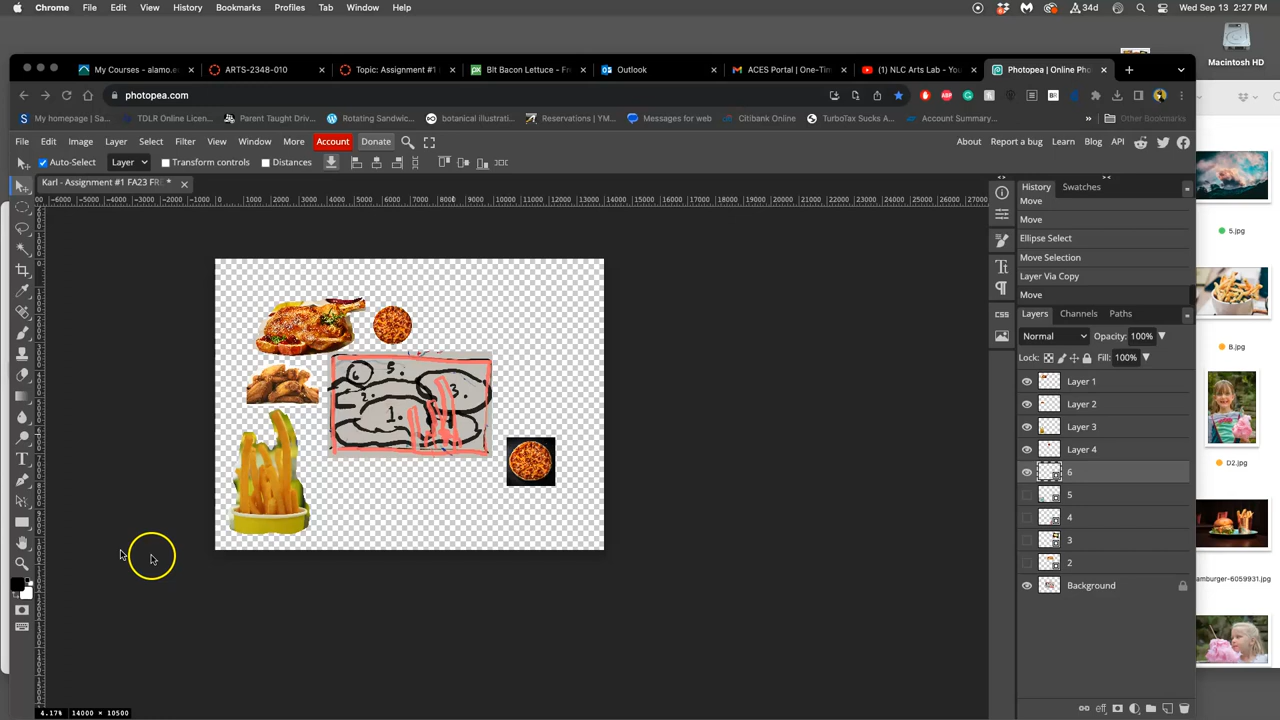 Chrome File Edit View History Bookmarks Profiles Tab Window Help 34d Wed Sep 13 2:27 PM
Macintosh HD
My Courses - alamo.e ARTS-2348-010 Topic: Assignment #1 Blt Bacon Lettuce - Fr Outlook ACES Portal | One-Tim (1) NLC Arts Lab - You Photopea | Online Pho
photopea.com
My homepage | Sa... TDLR Online Licen... Parent Taught Driv... Rotating Sandwic... botanical illustrati... Reservations | YM... Messages for web Citibank Online TurboTax Sucks A... Account Summary... Other Bookmarks
File Edit Image Layer Select Filter View Window More Account Donate About Report a bug Learn Blog API
Auto-Select Layer Transform controls Distances
Karl - Assignment #1 FA23 FRE *
History Swatches
Move
Move
Ellipse Select
Move Selection
Layer Via Copy
Move
Layers Channels Paths
Normal Opacity: 100%
Lock: Fill: 100%
Layer 1
Layer 2
Layer 3
Layer 4
6
5
4
3
2
Background
CSS
6 5.
2. 3.
1.
5.jpg
B.jpg
D2.jpg
amburger-6059931.jpg
4.17% 14000 × 10500